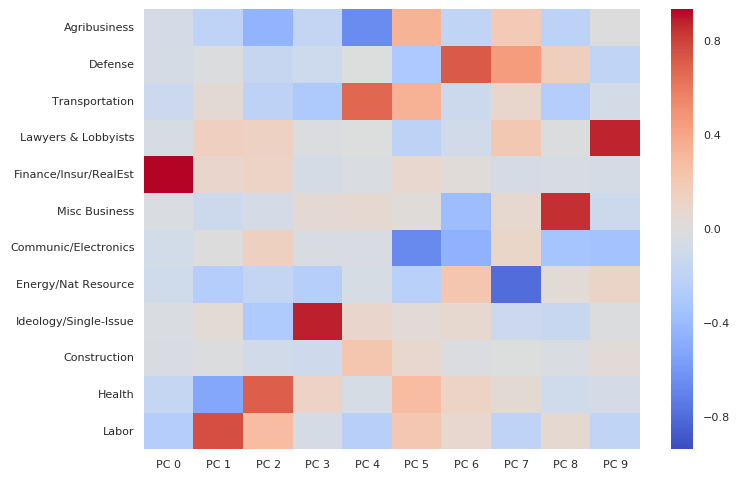 Agribusiness
Defense
Transportation
Lawyers & Lobbyists
Finance/Insur/RealEst
Misc Business
Communic/Electronics
Energy/Nat Resource
Ideology/Single-Issue
Construction
Health
Labor
PC 0 PC 1 PC 2 PC 3 PC 4 PC 5 PC 6 PC 7 PC 8 PC 9
0.8
0.4
0.0
−0.4
−0.8